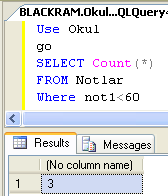 BLACKRAM.Okul...QLQuery
Use Okul
go
SELECT Count(*)
FROM Notlar
Where not1<60
Results Messages
(No column name)
1 3